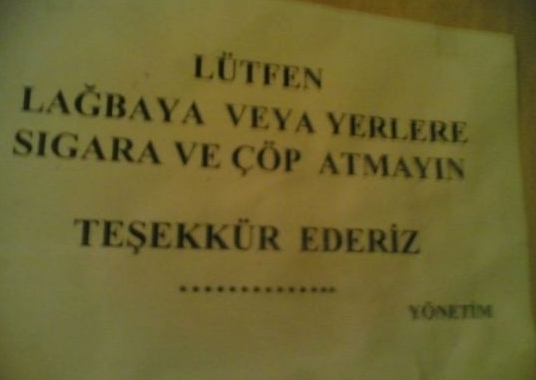 LÜTFEN
LAĞBAYA VEYA YERLERE
SIGARA VE ÇÖP ATMAYIN
TEŞEKKÜR EDERİZ
..............
YÖNETİM